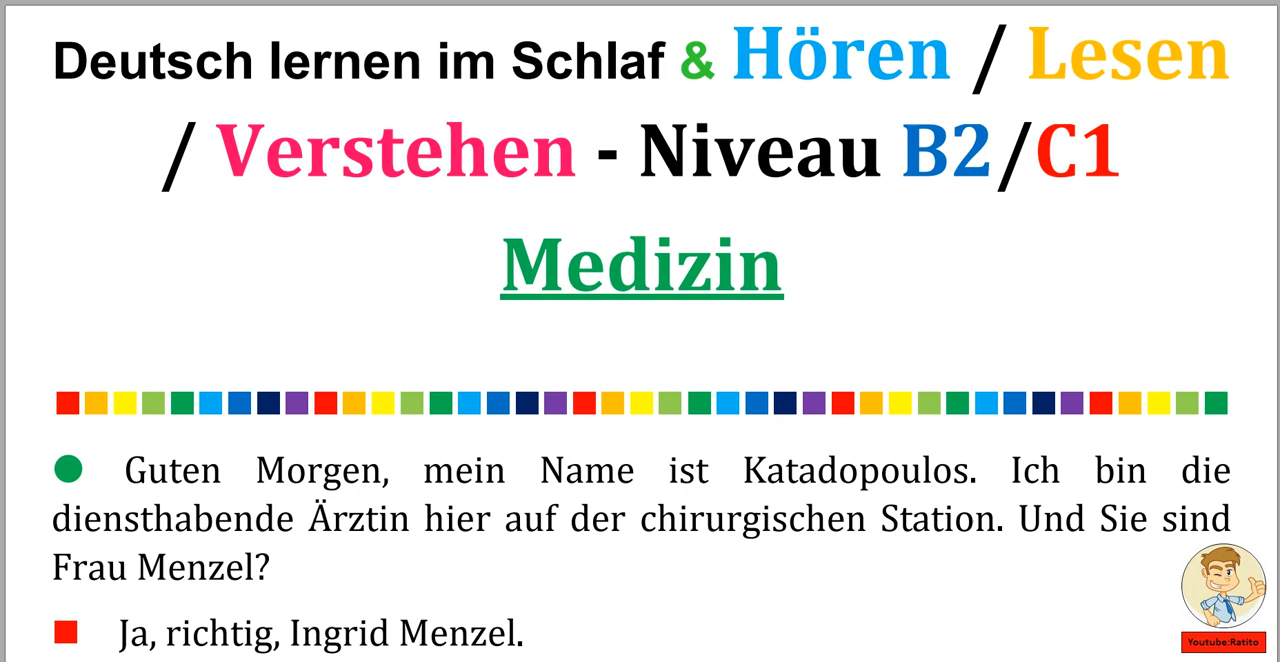 Deutsch lernen im Schlaf & Hören / Lesen
/ Verstehen - Niveau B2/C1
Medizin
Guten Morgen, mein Name ist Katadopoulos. Ich bin die
diensthabende Ärztin hier auf der chirurgischen Station. Und Sie sind
Frau Menzel?
Ja, richtig, Ingrid Menzel.
Youtube:Ratito